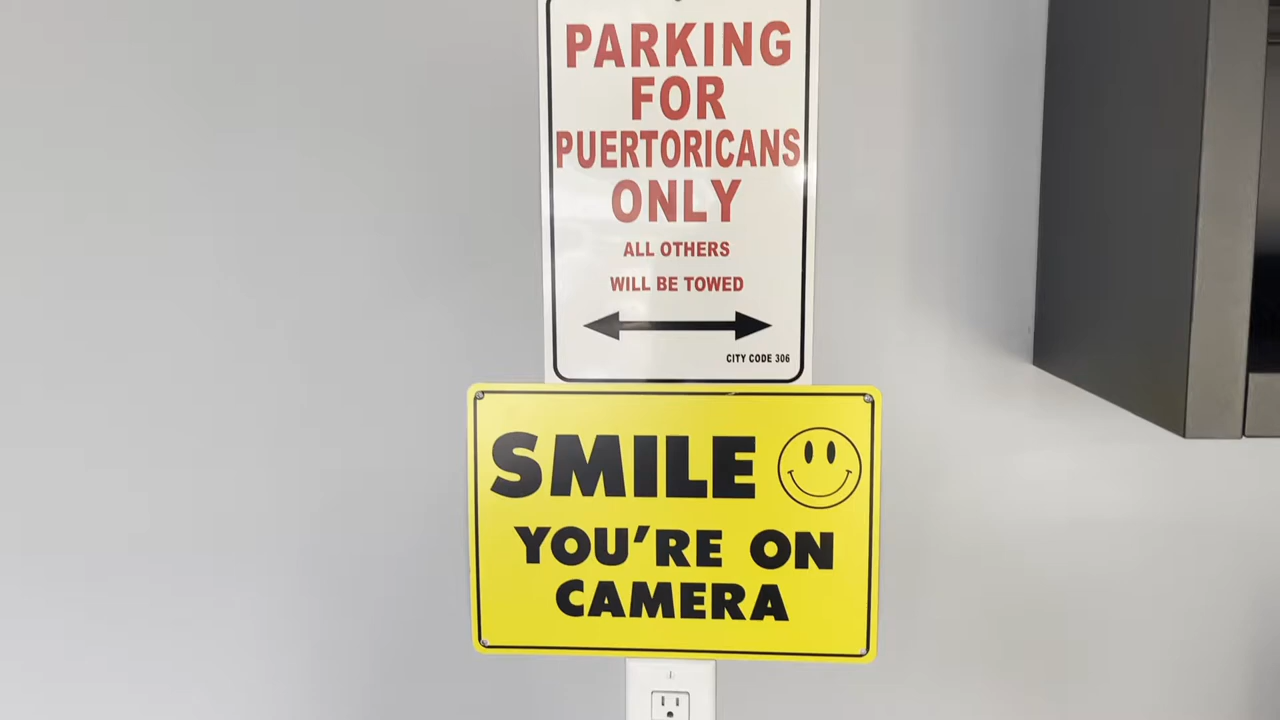 PARKING
FOR
PUERTORICANS
ONLY
ALL OTHERS
WILL BE TOWED
CITY CODE 306
SMILE
YOU'RE ON
CAMERA